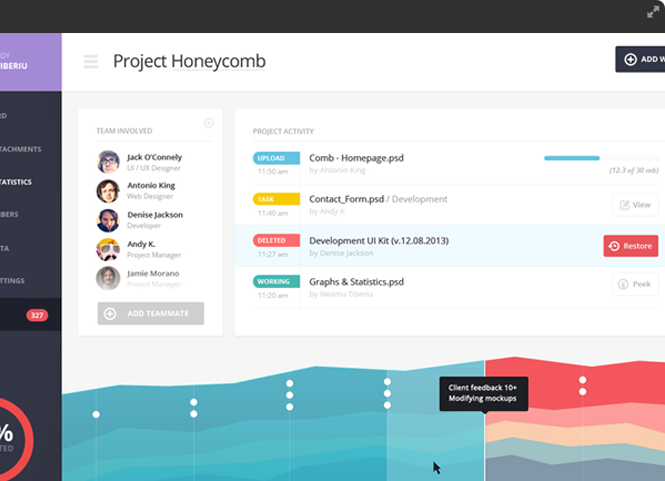 OY
IBERIU
Project Honeycomb
ADD W
RD
TTACHMENTS
TATISTICS
BERS
TA
TTINGS
327
%
TED
TEAM INVOLVED
Jack O'Connely
UI / UX Designer
Antonio King
Web Designer
Denise Jackson
Developer
Andy K.
Project Manager
Jamie Morano
Project Manager
ADD TEAMMATE
PROJECT ACTIVITY
UPLOAD
11:50 am
Comb - Homepage.psd
by Antonio King
(12.3 of 30 mb)
TASK
11:40 am
Contact_Form.psd / Development
by Andy K
View
DELETED
11:27 am
Development UI Kit (v.12.08.2013)
by Denise Jackson
Restore
WORKING
11:20 am
Graphs & Statistics.psd
by Neamu Tiberiu
Peek
Client feedback 10+
Modifying mockups